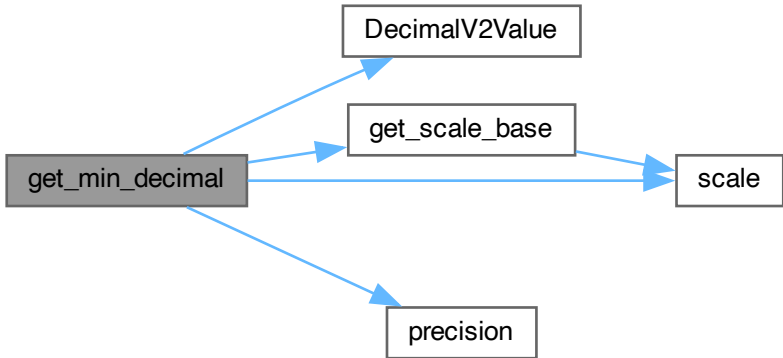 DecimalV2Value
get_scale_base
get_min_decimal
scale
precision